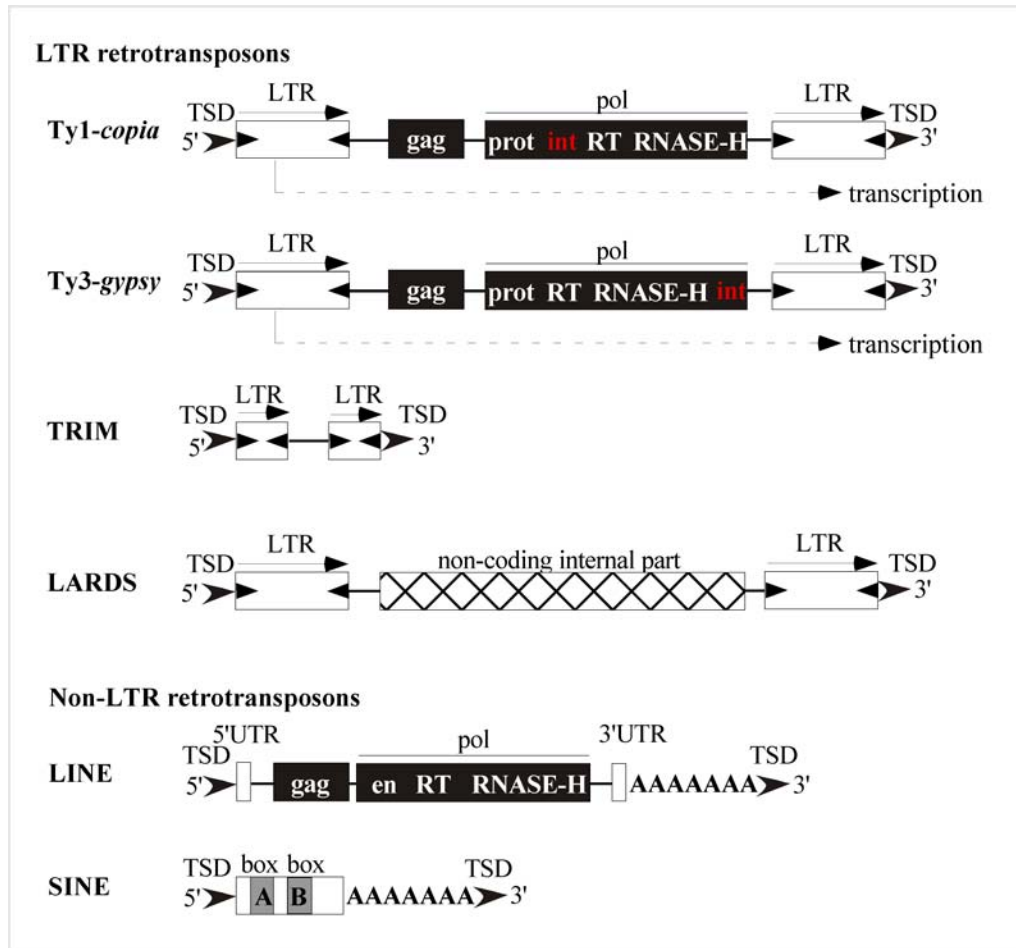 LTR retrotransposons
TSD LTR pol LTR TSD
Ty1-copia 5' gag prot int RT RNASE-H 3'
transcription
TSD LTR pol LTR TSD
Ty3-gypsy 5' gag prot RT RNASE-H int 3'
transcription
TSD LTR LTR TSD
TRIM 5' 3'
TSD LTR non-coding internal part LTR TSD
LARDS 5' 3'
Non-LTR retrotransposons
TSD 5'UTR pol 3'UTR TSD
LINE 5' gag en RT RNASE-H AAAAAAA 3'
TSD box box TSD
SINE 5' A B AAAAAAA 3'